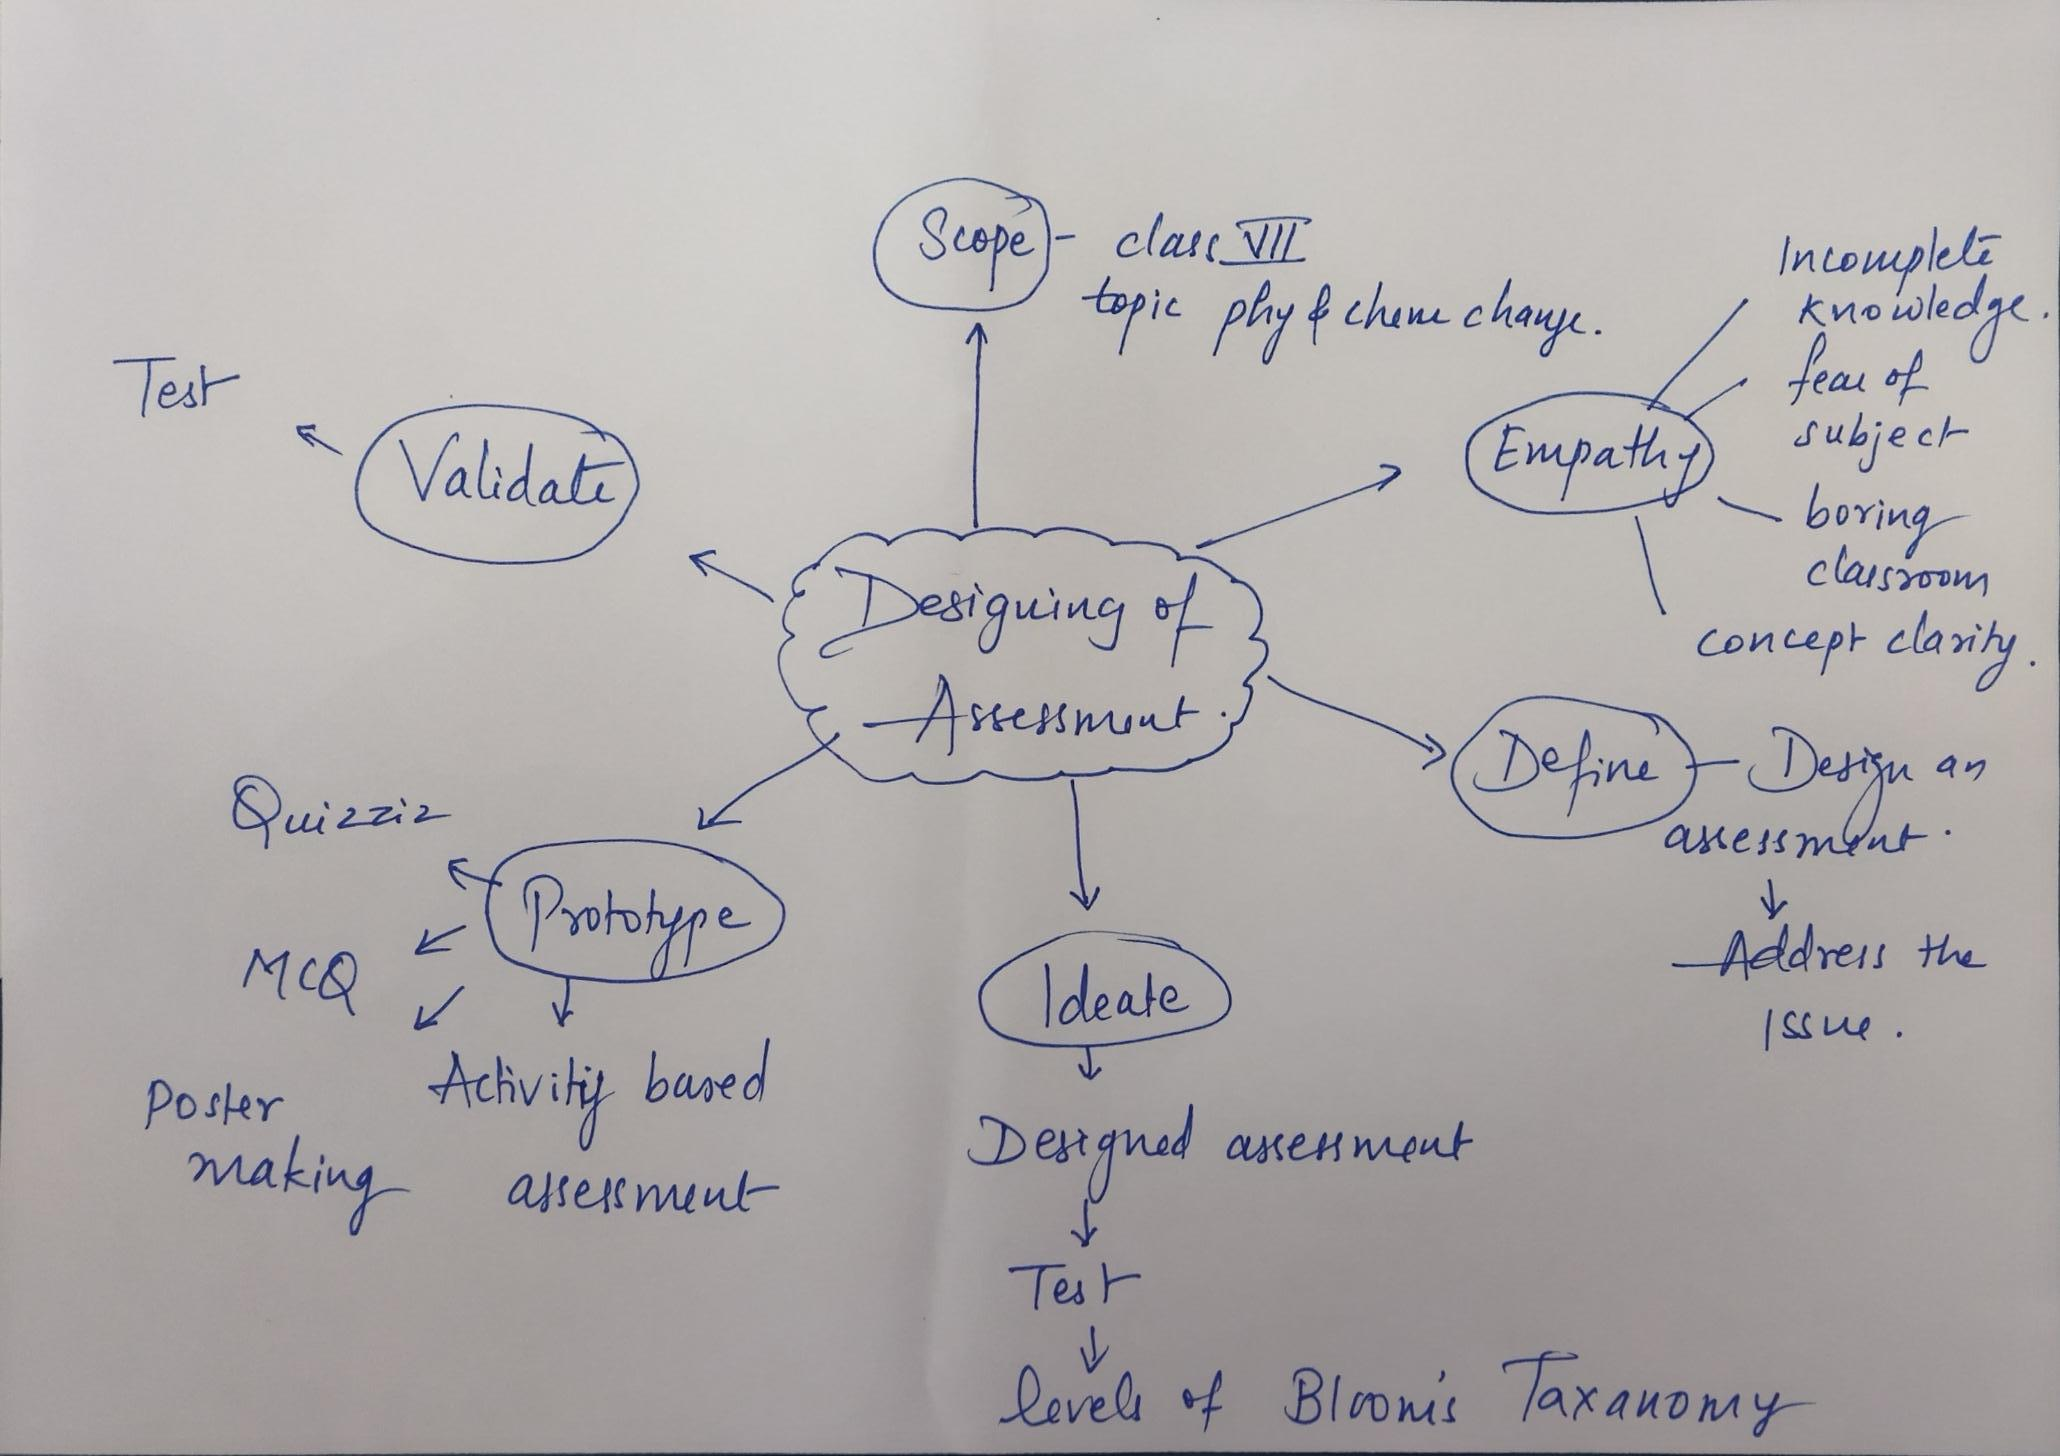 Scope - class VII
topic phy & chem change.
Incomplete
knowledge.
fear of
subject
Empathy
boring
classroom
concept clarity.
Test
Validate
Designing of
Assessment.
Define - Design an
assessment.
Address the
Issue.
Quizziz
Prototype
MCQ
Poster
making
Activity based
assessment
Ideate
Designed assessment
Test
levels of Bloom's Taxanomy